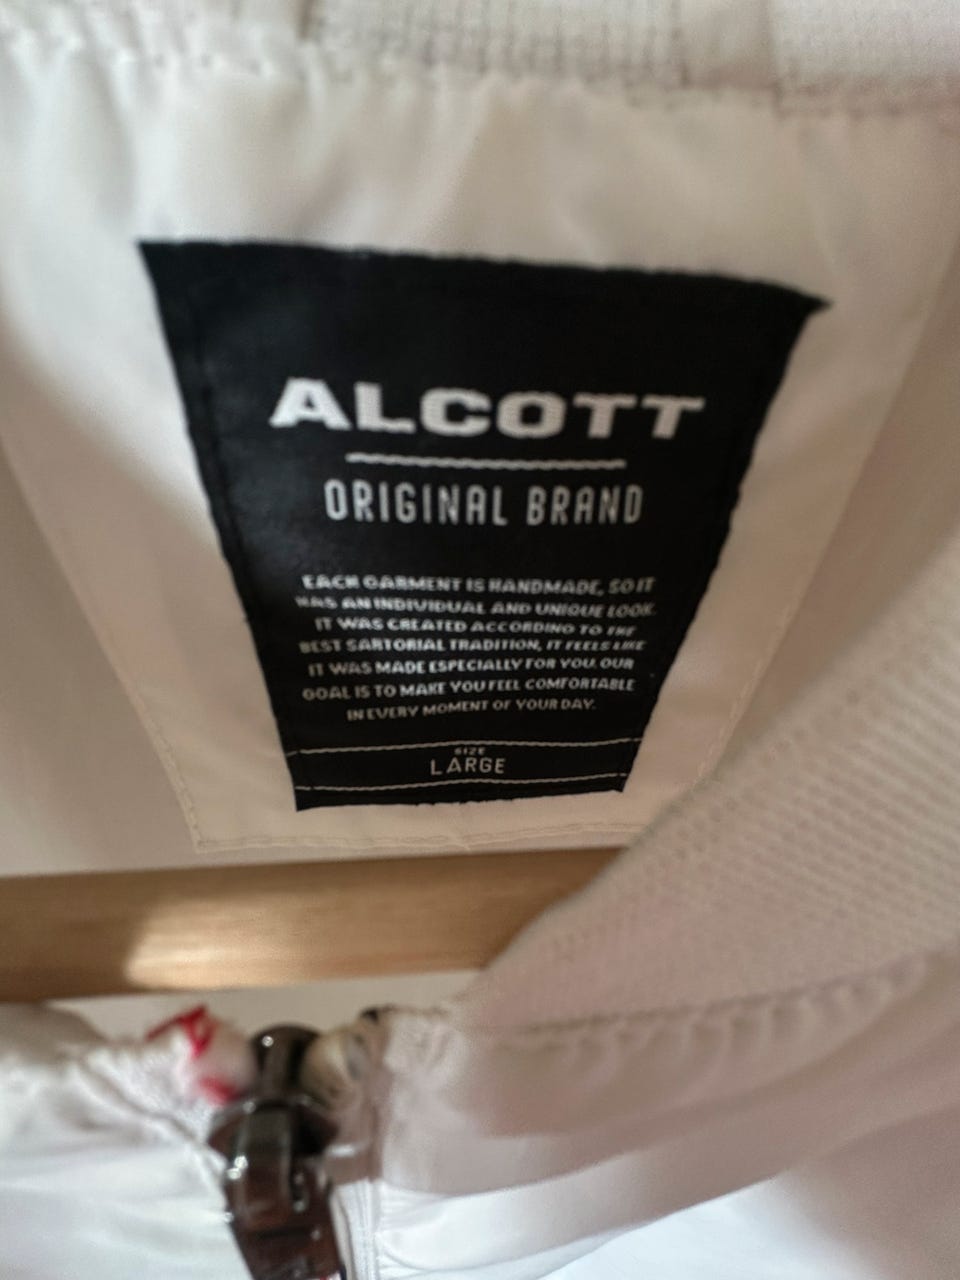 ALCOTT
ORIGINAL BRAND
EACH GARMENT IS HANDMADE, SO IT
HAS AN INDIVIDUAL AND UNIQUE LOOK.
IT WAS CREATED ACCORDING TO THE
BEST SARTORIAL TRADITION, IT FEELS LIKE
IT WAS MADE ESPECIALLY FOR YOU. OUR
GOAL IS TO MAKE YOU FEEL COMFORTABLE
IN EVERY MOMENT OF YOUR DAY.
SIZE
LARGE